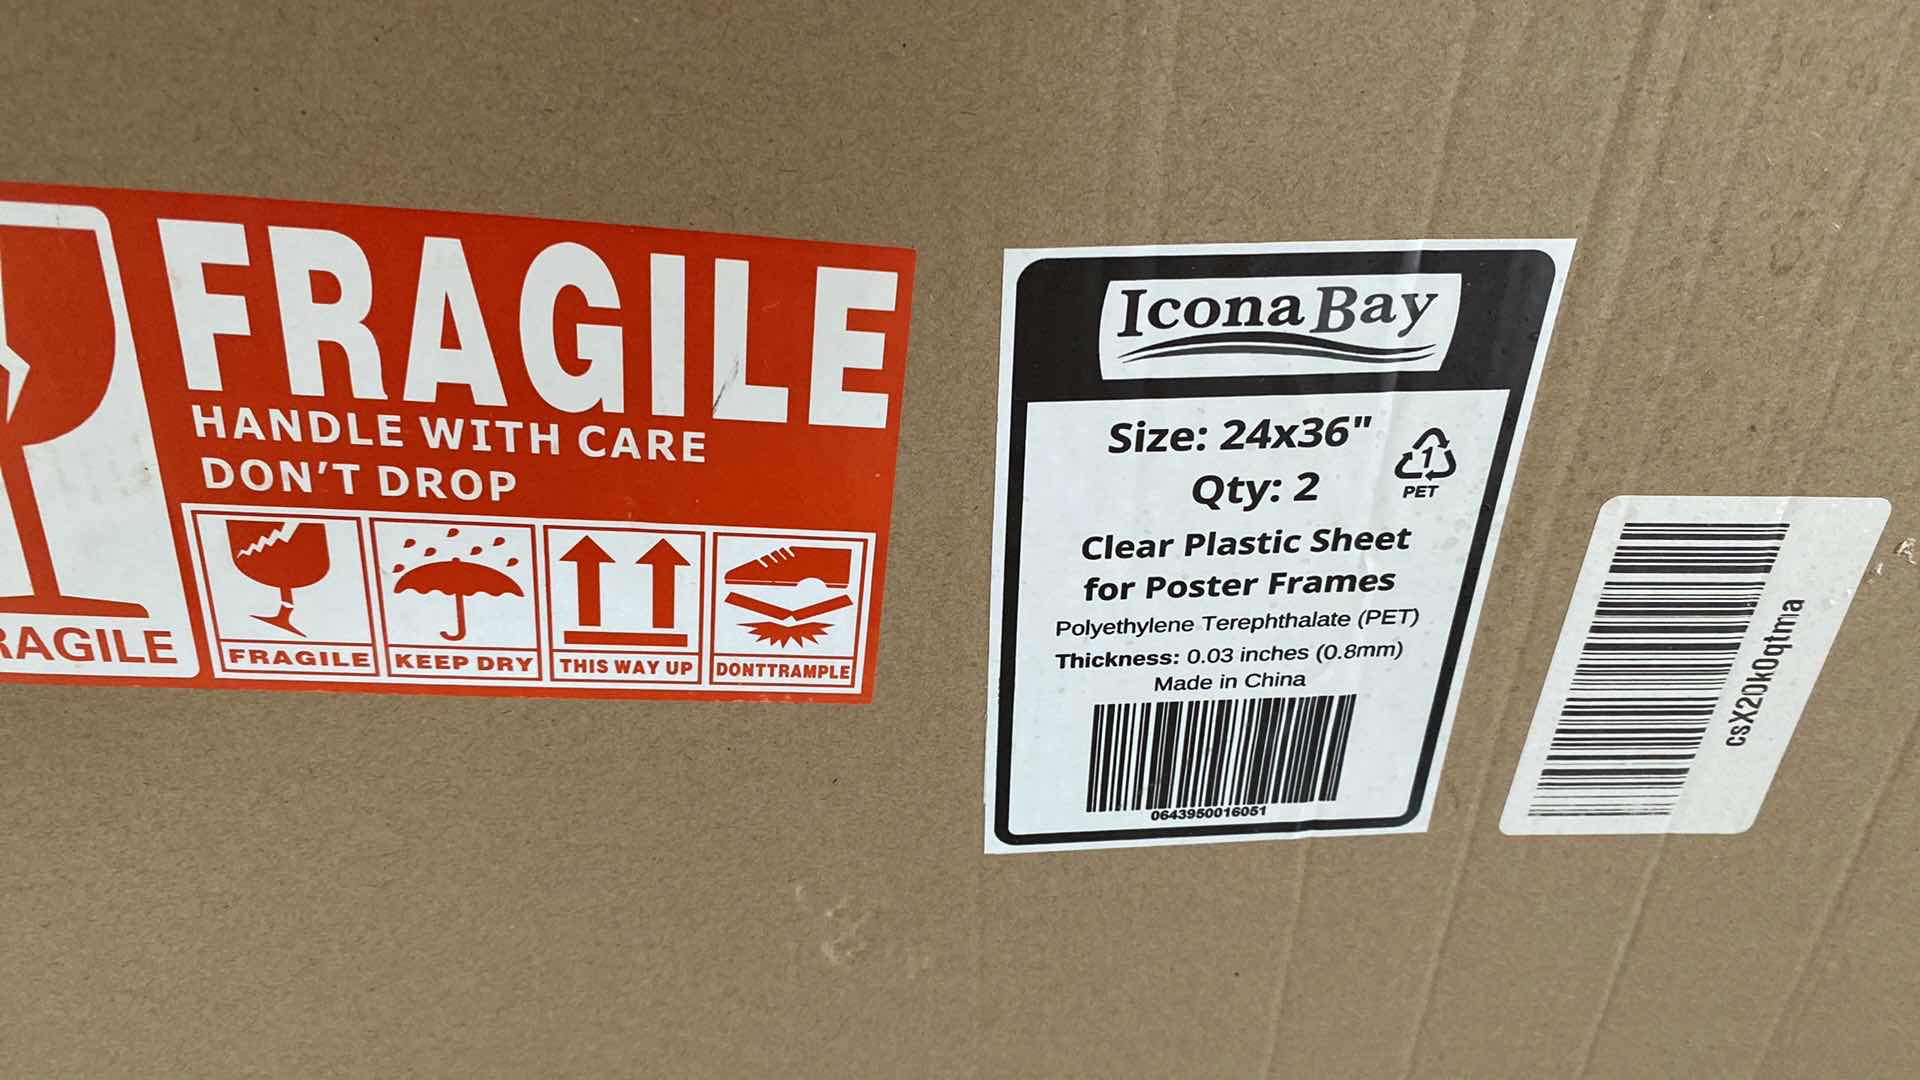 FRAGILE
HANDLE WITH CARE
DON'T DROP
RAGILE
FRAGILE
KEEP DRY
THIS WAY UP
DONTTRAMPLE
Icona Bay
Size: 24x36"
Qty: 2
1
PET
Clear Plastic Sheet
for Poster Frames
Polyethylene Terephthalate (PET)
Thickness: 0.03 inches (0.8mm)
Made in China
0643950016051
csX20k0qtma